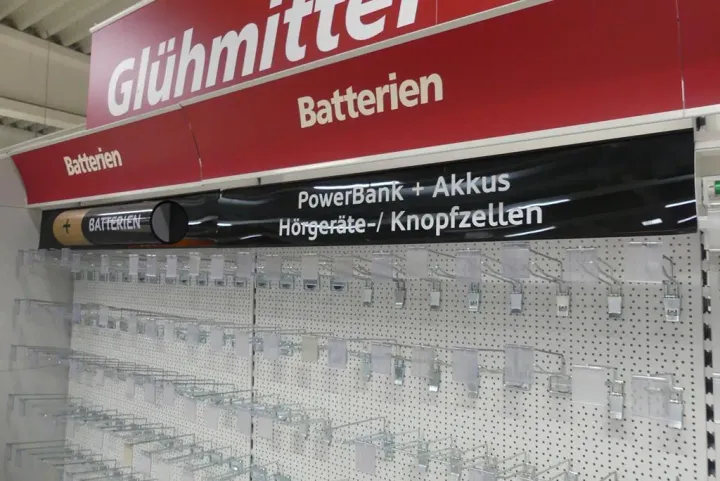 Glühmittel
Batterien
Batterien
BATTERIEN
PowerBank + Akkus
Hörgeräte-/ Knopfzellen